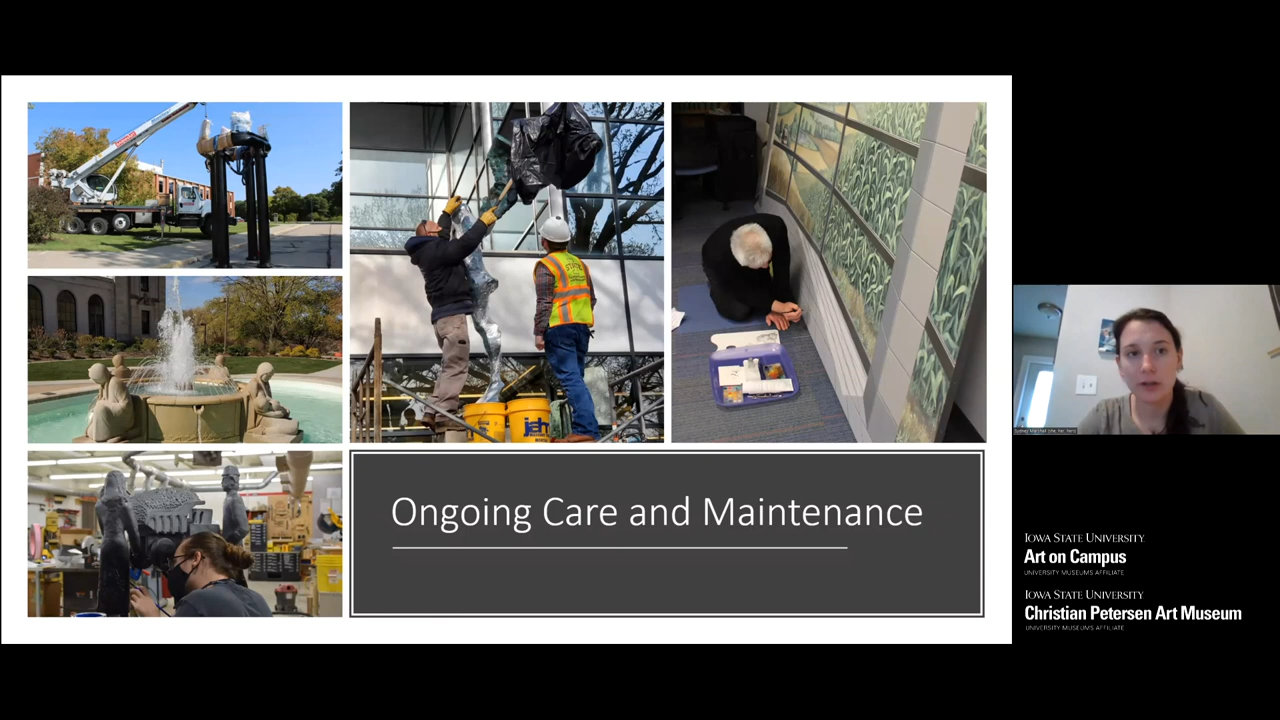 Ongoing Care and Maintenance
IOWA STATE UNIVERSITY
Art on Campus
UNIVERSITY MUSEUMS AFFILIATE
IOWA STATE UNIVERSITY
Christian Petersen Art Museum
UNIVERSITY MUSEUMS AFFILIATE